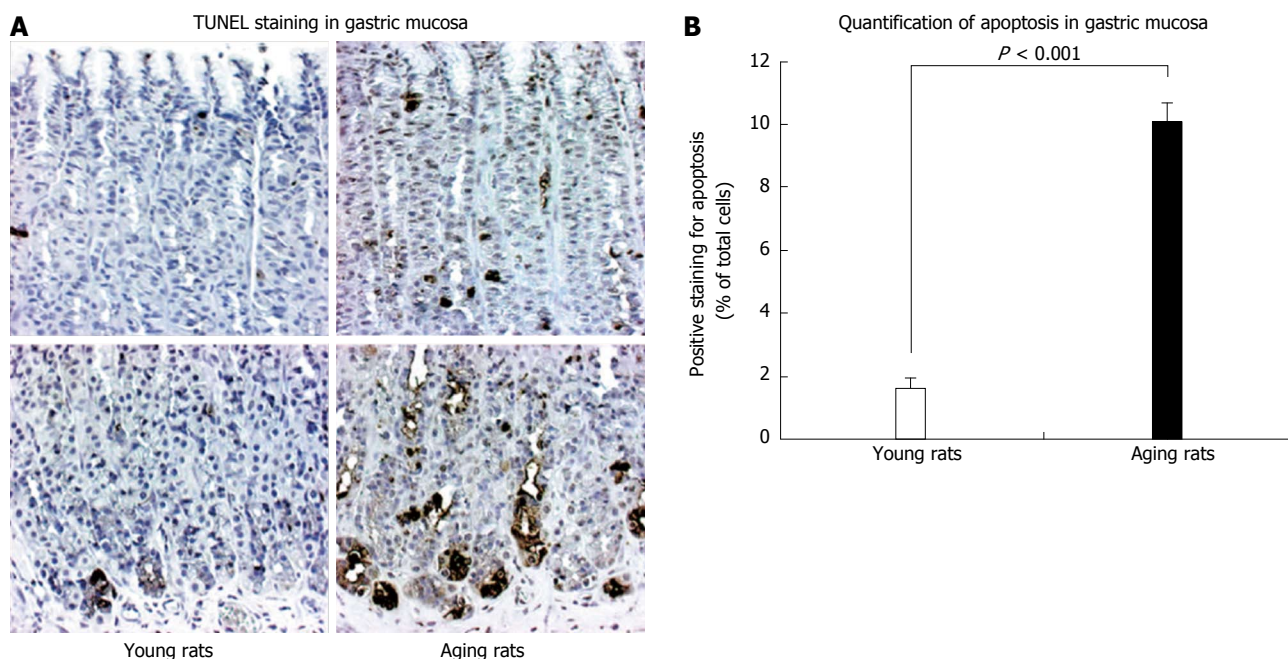 A
TUNEL staining in gastric mucosa
Young rats
Aging rats
B
Quantification of apoptosis in gastric mucosa
P < 0.001
Positive staining for apoptosis
(% of total cells)
12
10
8
6
4
2
0
Young rats
Aging rats